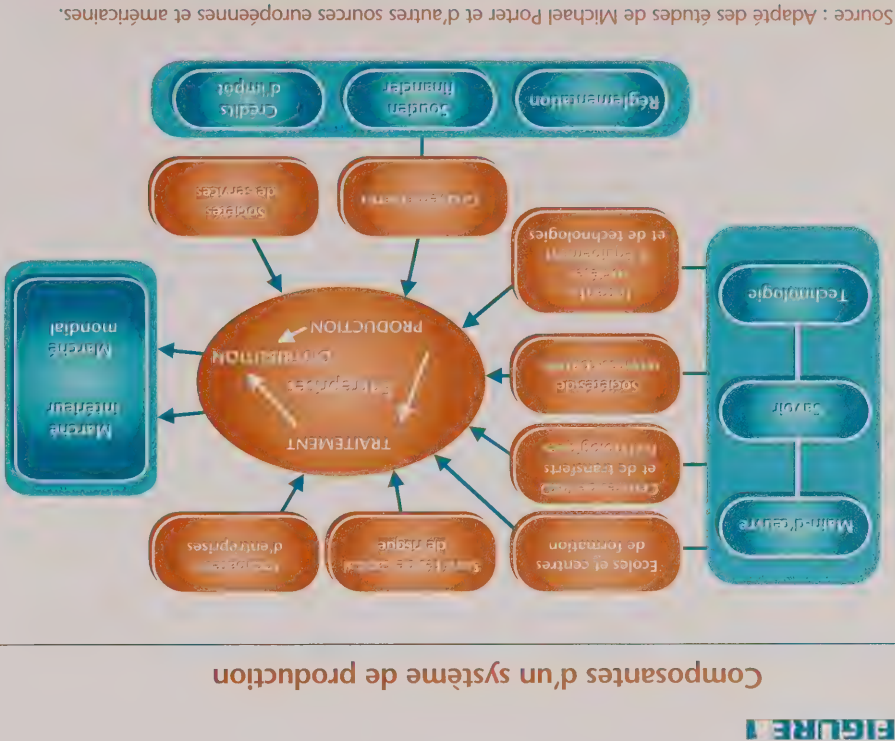 FIGURE 1
Composantes d'un système de production
Main-d'œuvre
Savoir
Technologie
Écoles et centres
de formation
Sociétés de capital
de risque
d'entreprises
et de transferts
Sociétés de
et de technologies
TRAITEMENT
Entreprises
DISTRIBUTION
PRODUCTION
Marché
intérieur
Marché
mondial
Gouvernements
Sociétés
de services
Réglementation
Soutien
financier
Crédits
d'impôt
Source : Adapté des études de Michael Porter et d'autres sources européennes et américaines.